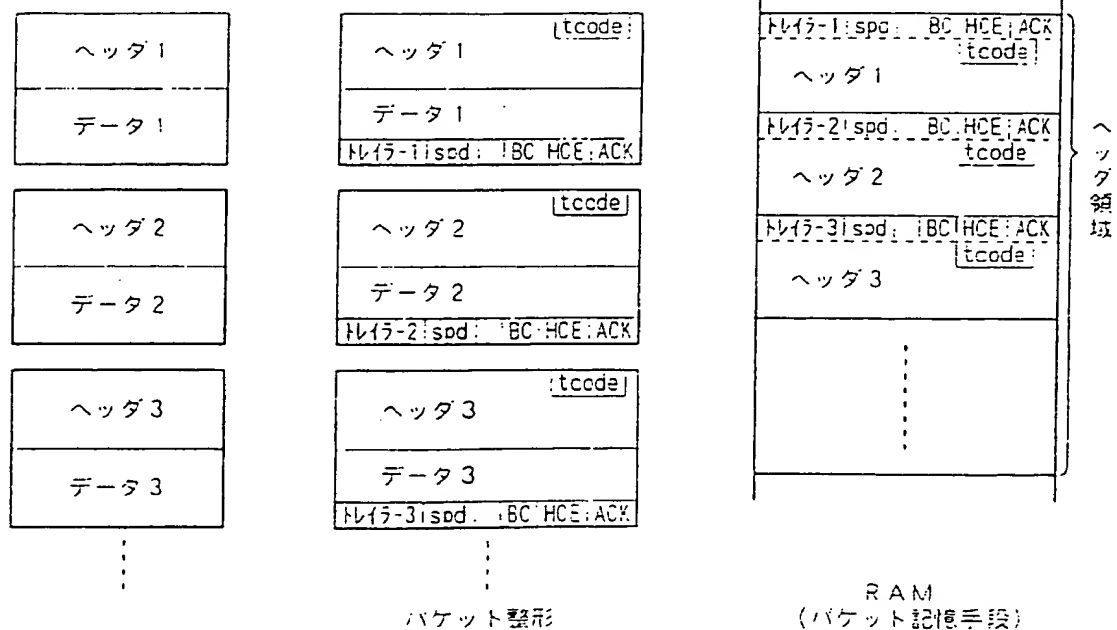 ヘッダ1
データ1
ヘッダ2
データ2
ヘッダ3
データ3
tcode
ヘッダ1
データ1
トレイラ-1 spd BC HCE ACK
tcode
ヘッダ2
データ2
トレイラ-2 spd BC HCE ACK
tcode
ヘッダ3
データ3
トレイラ-3 spd BC HCE ACK
パケット整形
トレイラ-1 spd BC HCE ACK
tcode
ヘッダ1
トレイラ-2 spd BC HCE ACK
tcode
ヘッダ2
トレイラ-3 spd BC HCE ACK
tcode
ヘッダ3
ヘッダ領域
RAM
(パケット記憶手段)